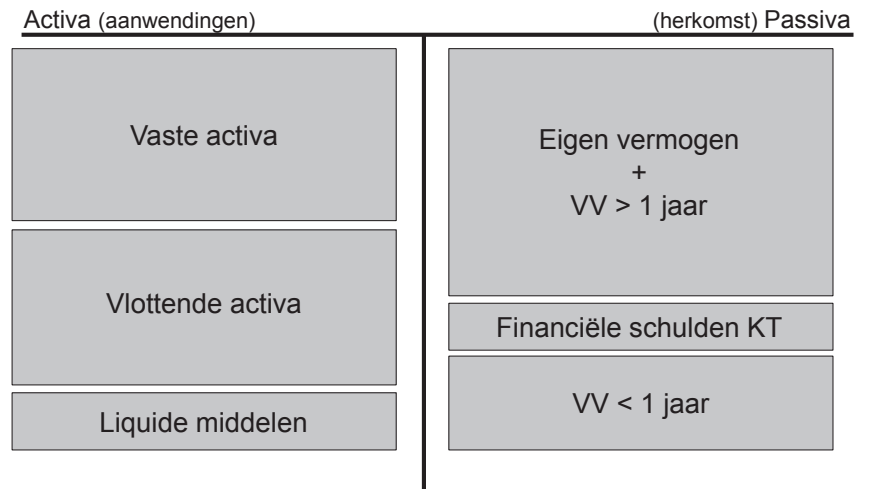 Activa (aanwendingen)
(herkomst) Passiva
Vaste activa
Vlottende activa
Liquide middelen
Eigen vermogen
+
VV > 1 jaar
Financiële schulden KT
VV < 1 jaar